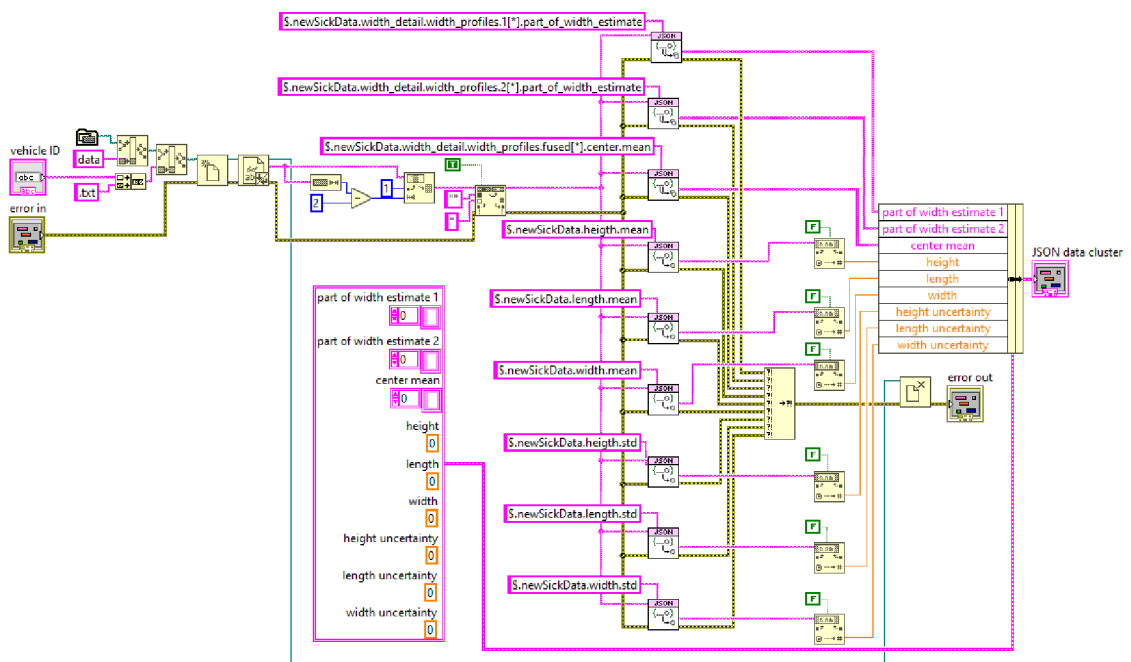 $.newSickData.width_detail.width_profiles.1[*].part_of_width_estimate
JSON
$.newSickData.width_detail.width_profiles.2[*].part_of_width_estimate
JSON
$.newSickData.width_detail.width_profiles.fused[*].center.mean
JSON
vehicle ID
abc
data
.txt
error in
2
1
T
""
"
$.newSickData.heigth.mean
JSON
F
$.newSickData.length.mean
JSON
F
$.newSickData.width.mean
JSON
F
$.newSickData.heigth.std
JSON
F
$.newSickData.length.std
JSON
F
$.newSickData.width.std
JSON
F
part of width estimate 1
0
part of width estimate 2
0
center mean
0
height
0
length
0
width
0
height uncertainty
0
length uncertainty
0
width uncertainty
0
part of width estimate 1
part of width estimate 2
center mean
height
length
width
height uncertainty
length uncertainty
width uncertainty
JSON data cluster
error out